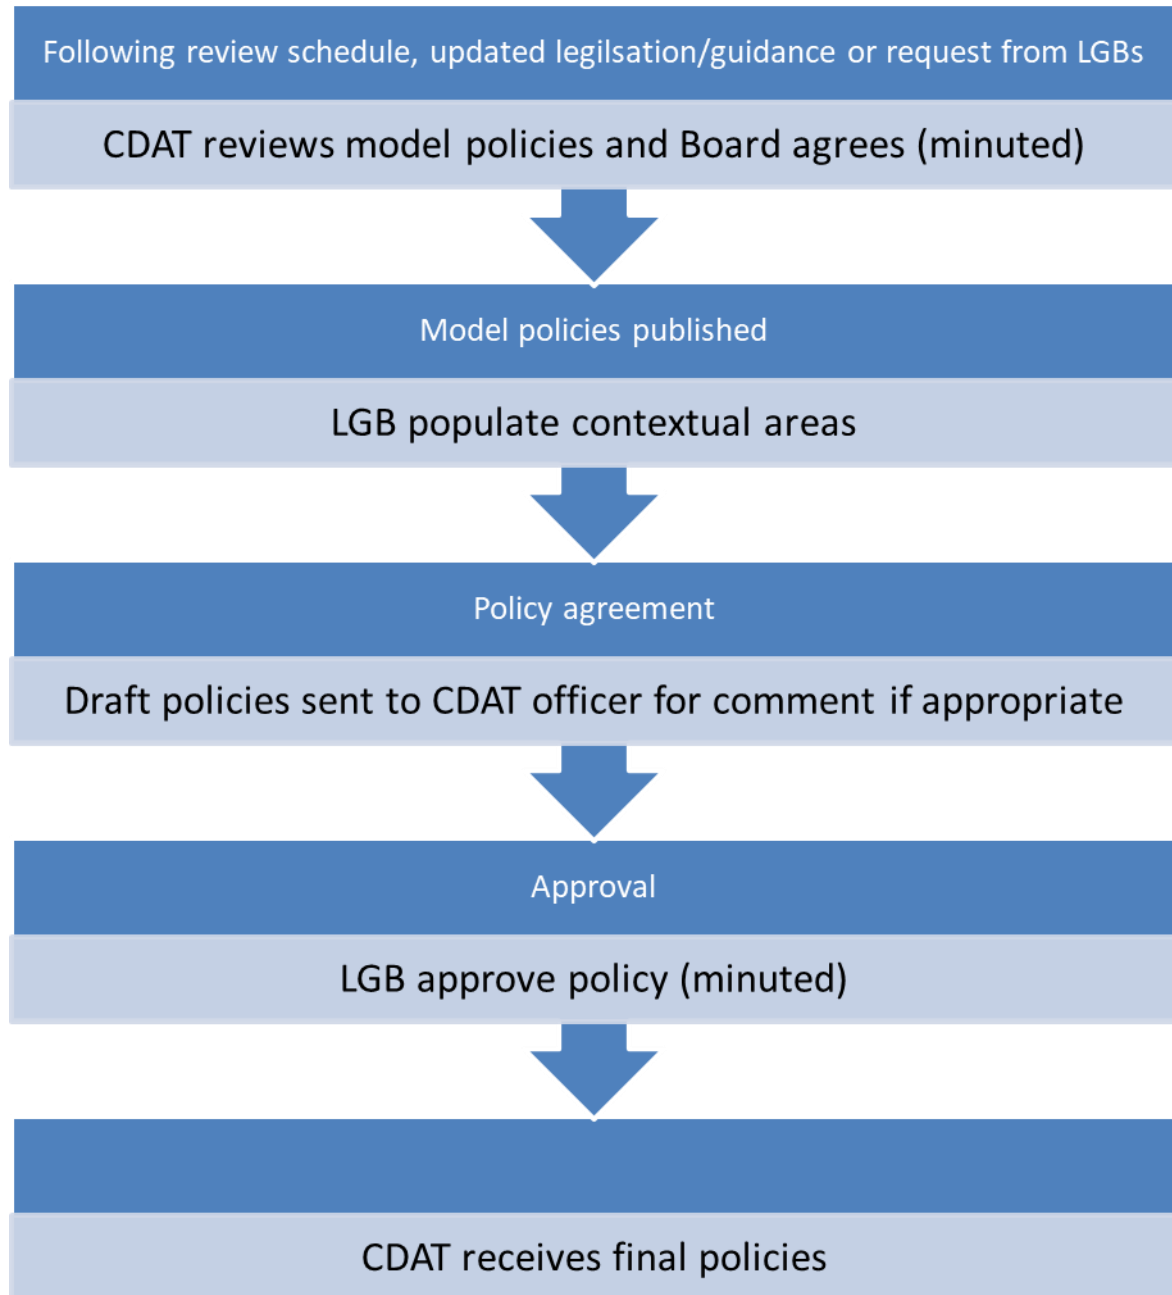 Following review schedule, updated legilsation/guidance or request from LGBs
CDAT reviews model policies and Board agrees (minuted)
Model policies published
LGB populate contextual areas
Policy agreement
Draft policies sent to CDAT officer for comment if appropriate
Approval
LGB approve policy (minuted)
CDAT receives final policies